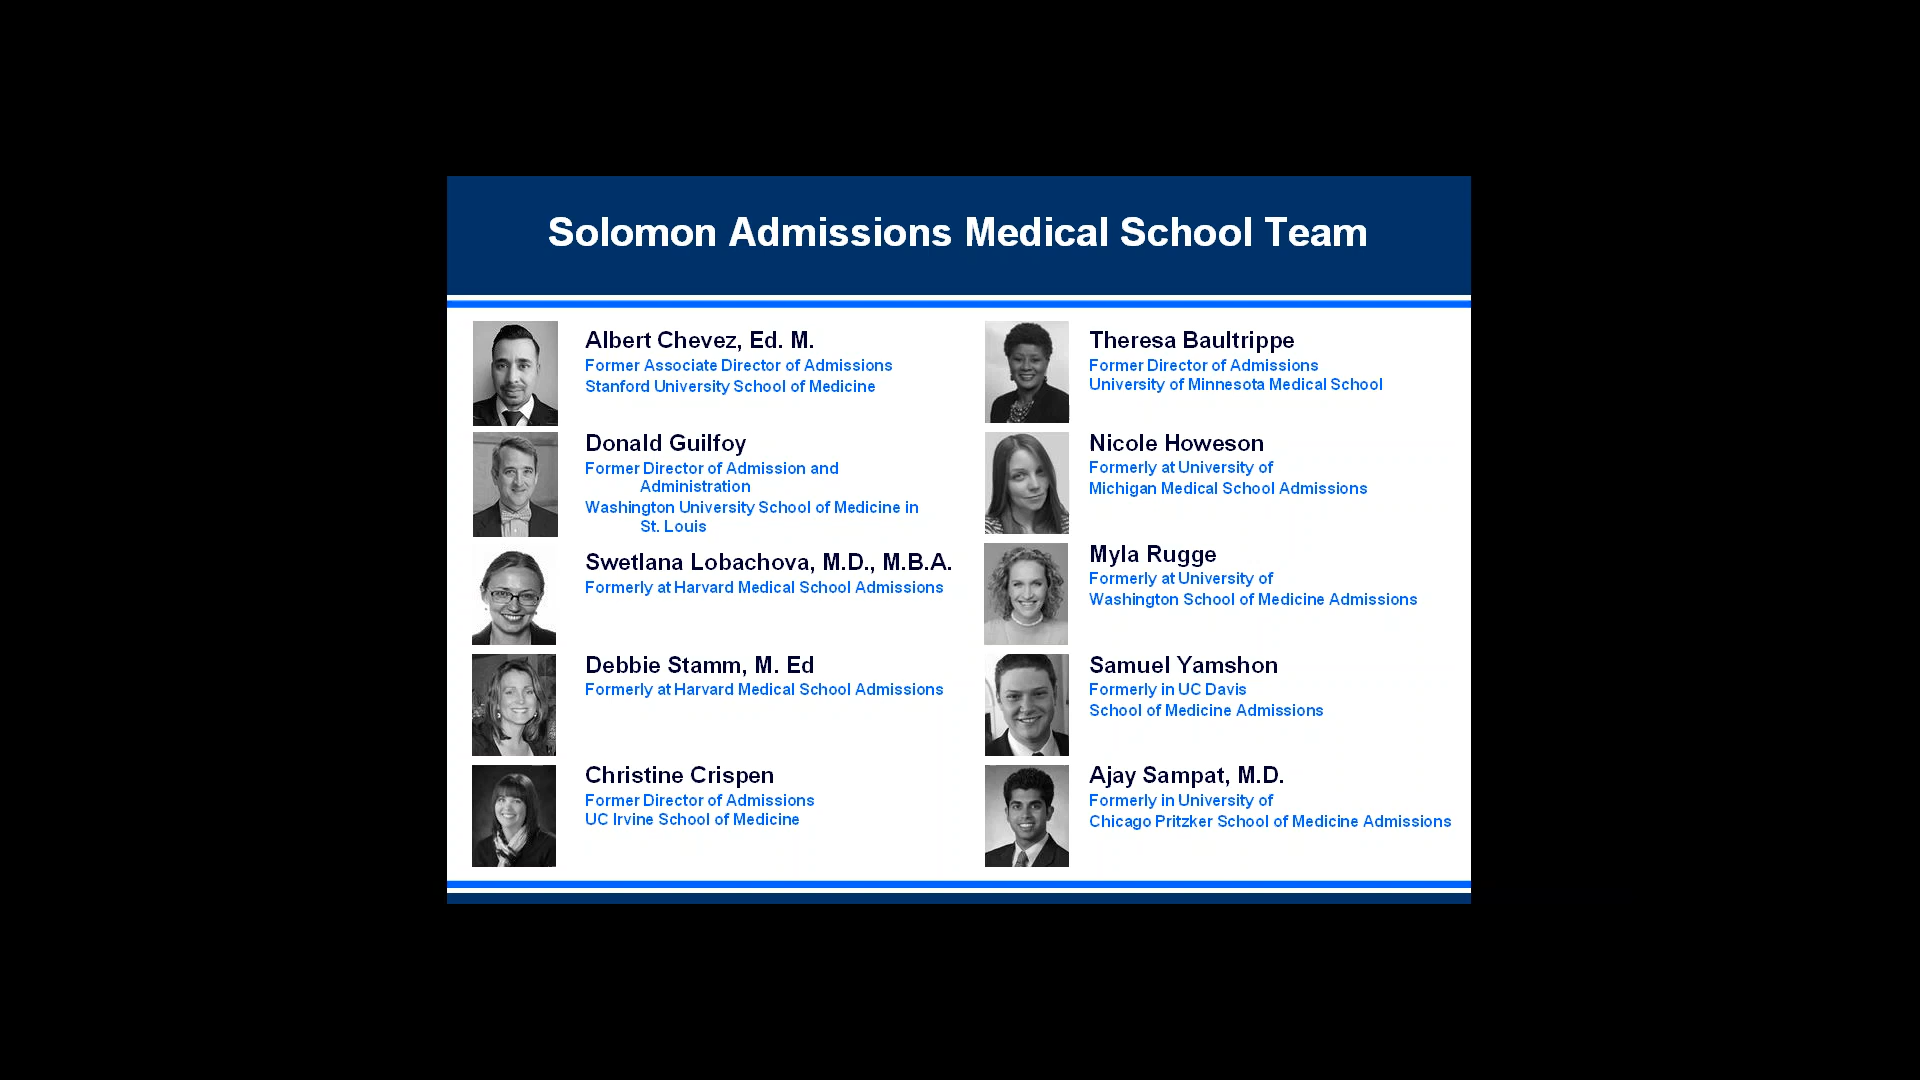 Solomon Admissions Medical School Team
Albert Chevez, Ed. M.
Former Associate Director of Admissions
Stanford University School of Medicine
Donald Guilfoy
Former Director of Admission and
Administration
Washington University School of Medicine in
St. Louis
Swetlana Lobachova, M.D., M.B.A.
Formerly at Harvard Medical School Admissions
Debbie Stamm, M. Ed
Formerly at Harvard Medical School Admissions
Christine Crispen
Former Director of Admissions
UC Irvine School of Medicine
Theresa Baultrippe
Former Director of Admissions
University of Minnesota Medical School
Nicole Howeson
Formerly at University of
Michigan Medical School Admissions
Myla Rugge
Formerly at University of
Washington School of Medicine Admissions
Samuel Yamshon
Formerly in UC Davis
School of Medicine Admissions
Ajay Sampat, M.D.
Formerly in University of
Chicago Pritzker School of Medicine Admissions